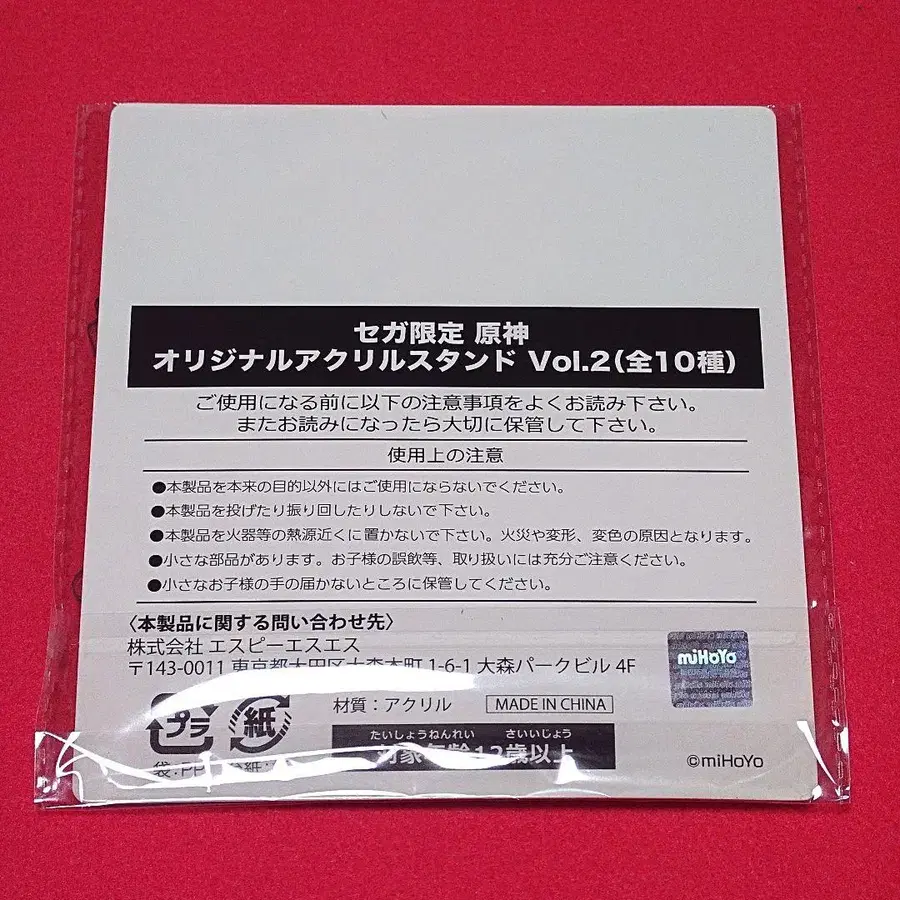 セガ限定 原神
オリジナルアクリルスタンド Vol.2(全10種)
ご使用になる前に以下の注意事項をよくお読み下さい。
またお読みになったら大切に保管して下さい。
使用上の注意
●本製品を本来の目的以外にはご使用にならないでください。
●本製品を投げたり振り回したりしないで下さい。
●本製品を火器等の熱源近くに置かないで下さい。火災や変形、変色の原因となります。
●小さな部品があります。お子様の誤飲等、取り扱いには充分ご注意ください。
●小さなお子様の手の届かないところに保管してください。
〈本製品に関する問い合わせ先〉
株式会社 エスピーエスエス
〒143-0011 東京都大田区大森本町 1-6-1 大森パークビル 4F
miHoYo
プラ
紙
材質：アクリル
MADE IN CHINA
たいしょうねんれい さいいじょう
対象年齢12歳以上
袋:PP
台紙:
©miHoYo